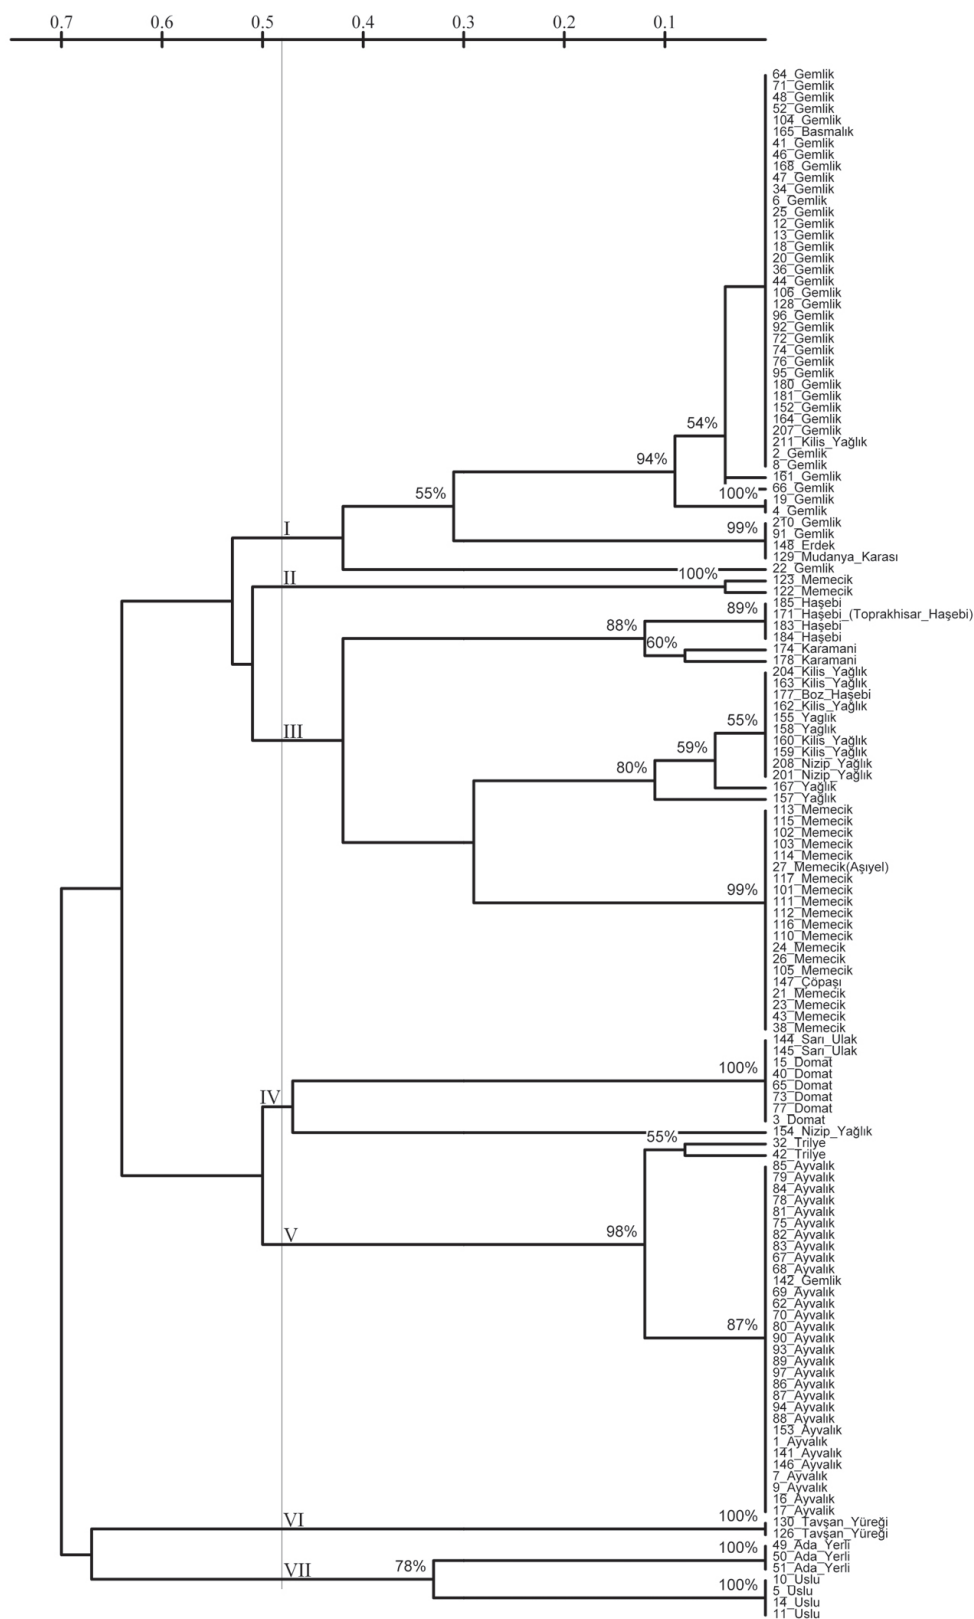 0.7 0.6 0.5 0.4 0.3 0.2 0.1
64_Gemlik
71_Gemlik
48_Gemlik
52_Gemlik
104_Gemlik
165_Basmalık
41_Gemlik
46_Gemlik
168_Gemlik
47_Gemlik
34_Gemlik
6_Gemlik
25_Gemlik
12_Gemlik
13_Gemlik
18_Gemlik
20_Gemlik
36_Gemlik
44_Gemlik
106_Gemlik
128_Gemlik
96_Gemlik
92_Gemlik
72_Gemlik
74_Gemlik
76_Gemlik
95_Gemlik
180_Gemlik
181_Gemlik
152_Gemlik
164_Gemlik
54%
207_Gemlik
211_Kilis_Yağlık
2_Gemlik
94%
8_Gemlik
161_Gemlik
66_Gemlik
55%
100%
19_Gemlik
4_Gemlik
210_Gemlik
I
99%
91_Gemlik
148_Erdek
129_Mudanya_Karası
22_Gemlik
II
100%
123_Memecik
122_Memecik
185_Haşebi
89%
171_Haşebi_(Toprakhisar_Haşebi)
88%
183_Haşebi
184_Haşebi
60%
174_Karamani
178_Karamani
204_Kilis_Yağlık
163_Kilis_Yağlık
177_Boz_Haşebi
162_Kilis_Yağlık
155_Yaglık
55%
158_Yaglık
III
160_Kilis_Yağlık
59%
159_Kilis_Yağlık
80%
208_Nizip_Yağlık
201_Nizip_Yağlık
167_Yağlık
157_Yağlık
113_Memecik
115_Memecik
102_Memecik
103_Memecik
114_Memecik
27_Memecik(Aşıyel)
117_Memecik
99%
101_Memecik
111_Memecik
112_Memecik
116_Memecik
110_Memecik
24_Memecik
26_Memecik
105_Memecik
147_Çöpaşı
21_Memecik
23_Memecik
43_Memecik
38_Memecik
144_Sarı_Ulak
145_Sarı_Ulak
100%
15_Domat
40_Domat
65_Domat
IV
73_Domat
77_Domat
3_Domat
154_Nizip_Yağlık
55%
32_Trilye
42_Trilye
85_Ayvalık
79_Ayvalık
84_Ayvalık
78_Ayvalık
81_Ayvalık
75_Ayvalık
V
98%
82_Ayvalık
83_Ayvalık
67_Ayvalık
68_Ayvalık
142_Gemlik
69_Ayvalık
62_Ayvalık
70_Ayvalık
87%
80_Ayvalık
90_Ayvalık
93_Ayvalık
89_Ayvalık
97_Ayvalık
86_Ayvalık
87_Ayvalık
94_Ayvalık
88_Ayvalık
153_Ayvalık
1_Ayvalık
141_Ayvalık
146_Ayvalık
7_Ayvalık
9_Ayvalık
16_Ayvalık
17_Ayvalık
VI
100%
130_Tavşan_Yüreği
126_Tavşan_Yüreği
100%
49_Ada_Yerli
50_Ada_Yerli
VII
78%
51_Ada_Yerli
10_Uslu
100%
5_Uslu
14_Uslu
11_Uslu